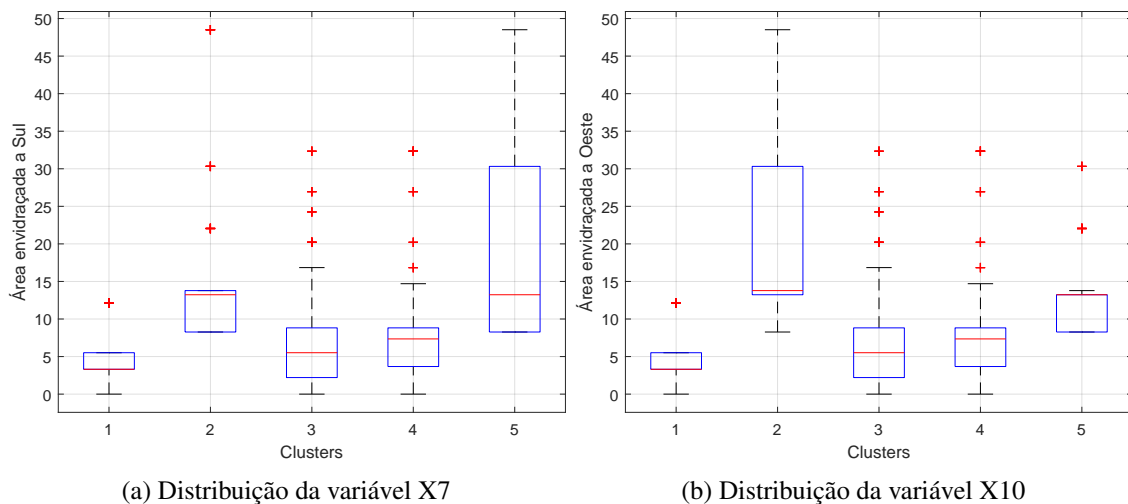 50
45
40
35
30
25
20
15
10
5
0
Área envidraçada a Sul
1 2 3 4 5
Clusters
(a) Distribuição da variável X7
50
45
40
35
30
25
20
15
10
5
0
Área envidraçada a Oeste
1 2 3 4 5
Clusters
(b) Distribuição da variável X10